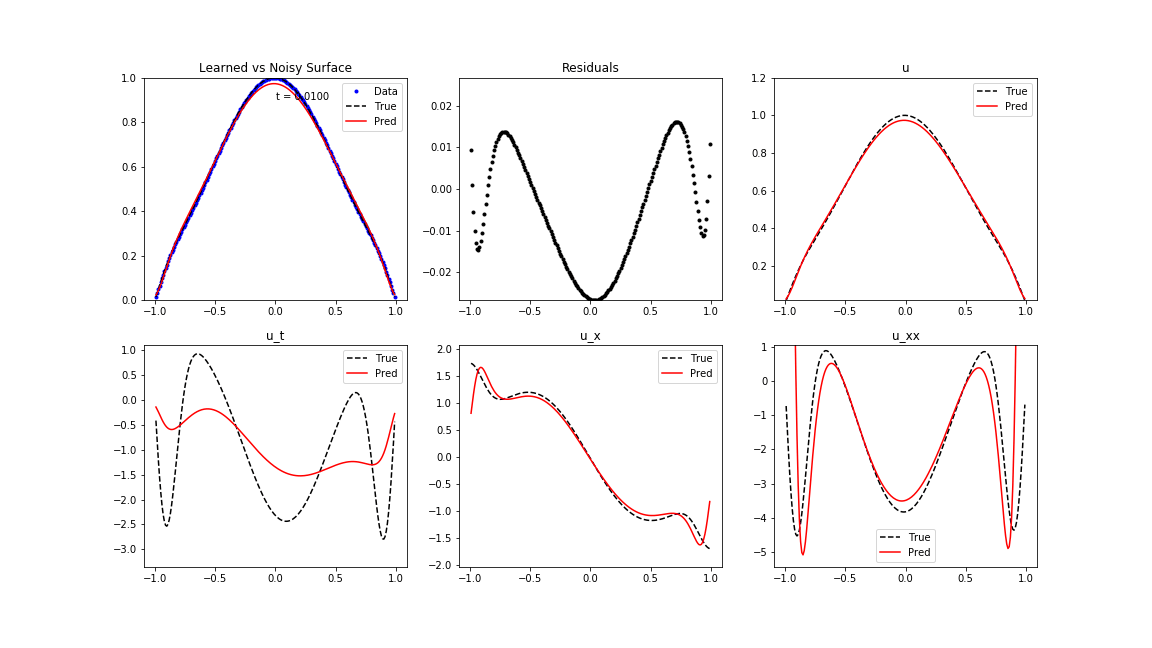 Learned vs Noisy Surface
1.0
0.8
0.6
0.4
0.2
0.0
−1.0 −0.5 0.0 0.5 1.0
t = 0.0100
Data
True
Pred
Residuals
0.02
0.01
0.00
−0.01
−0.02
−1.0 −0.5 0.0 0.5 1.0
u
1.2
1.0
0.8
0.6
0.4
0.2
−1.0 −0.5 0.0 0.5 1.0
True
Pred
u_t
1.0
0.5
0.0
−0.5
−1.0
−1.5
−2.0
−2.5
−3.0
−1.0 −0.5 0.0 0.5 1.0
True
Pred
u_x
2.0
1.5
1.0
0.5
0.0
−0.5
−1.0
−1.5
−2.0
−1.0 −0.5 0.0 0.5 1.0
True
Pred
u_xx
1
0
−1
−2
−3
−4
−5
−1.0 −0.5 0.0 0.5 1.0
True
Pred